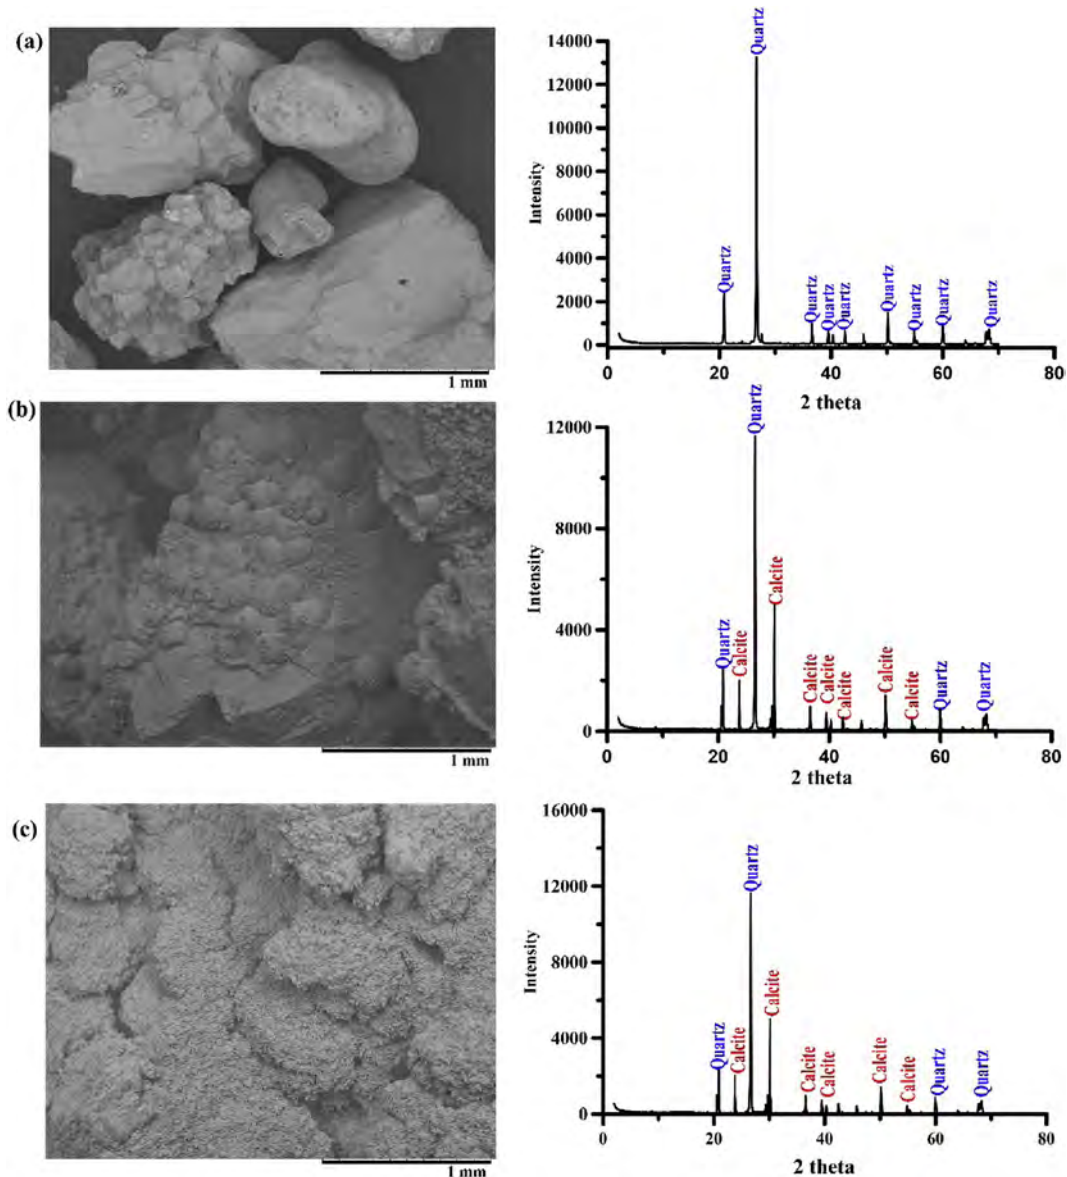 (a)
1 mm
Intensity
14000
12000
10000
8000
6000
4000
2000
0
Quartz
Quartz
Quartz
Quartz
Quartz
Quartz
Quartz
Quartz
Quartz
0 20 40 60 80
2 theta
(b)
1 mm
Intensity
12000
8000
4000
0
Quartz
Calcite
Quartz
Calcite
Calcite
Calcite
Calcite
Calcite
Calcite
Quartz
Quartz
0 20 40 60 80
2 theta
(c)
1 mm
Intensity
16000
12000
8000
4000
0
Quartz
Calcite
Quartz
Calcite
Calcite
Calcite
Calcite
Calcite
Quartz
Quartz
0 20 40 60 80
2 theta